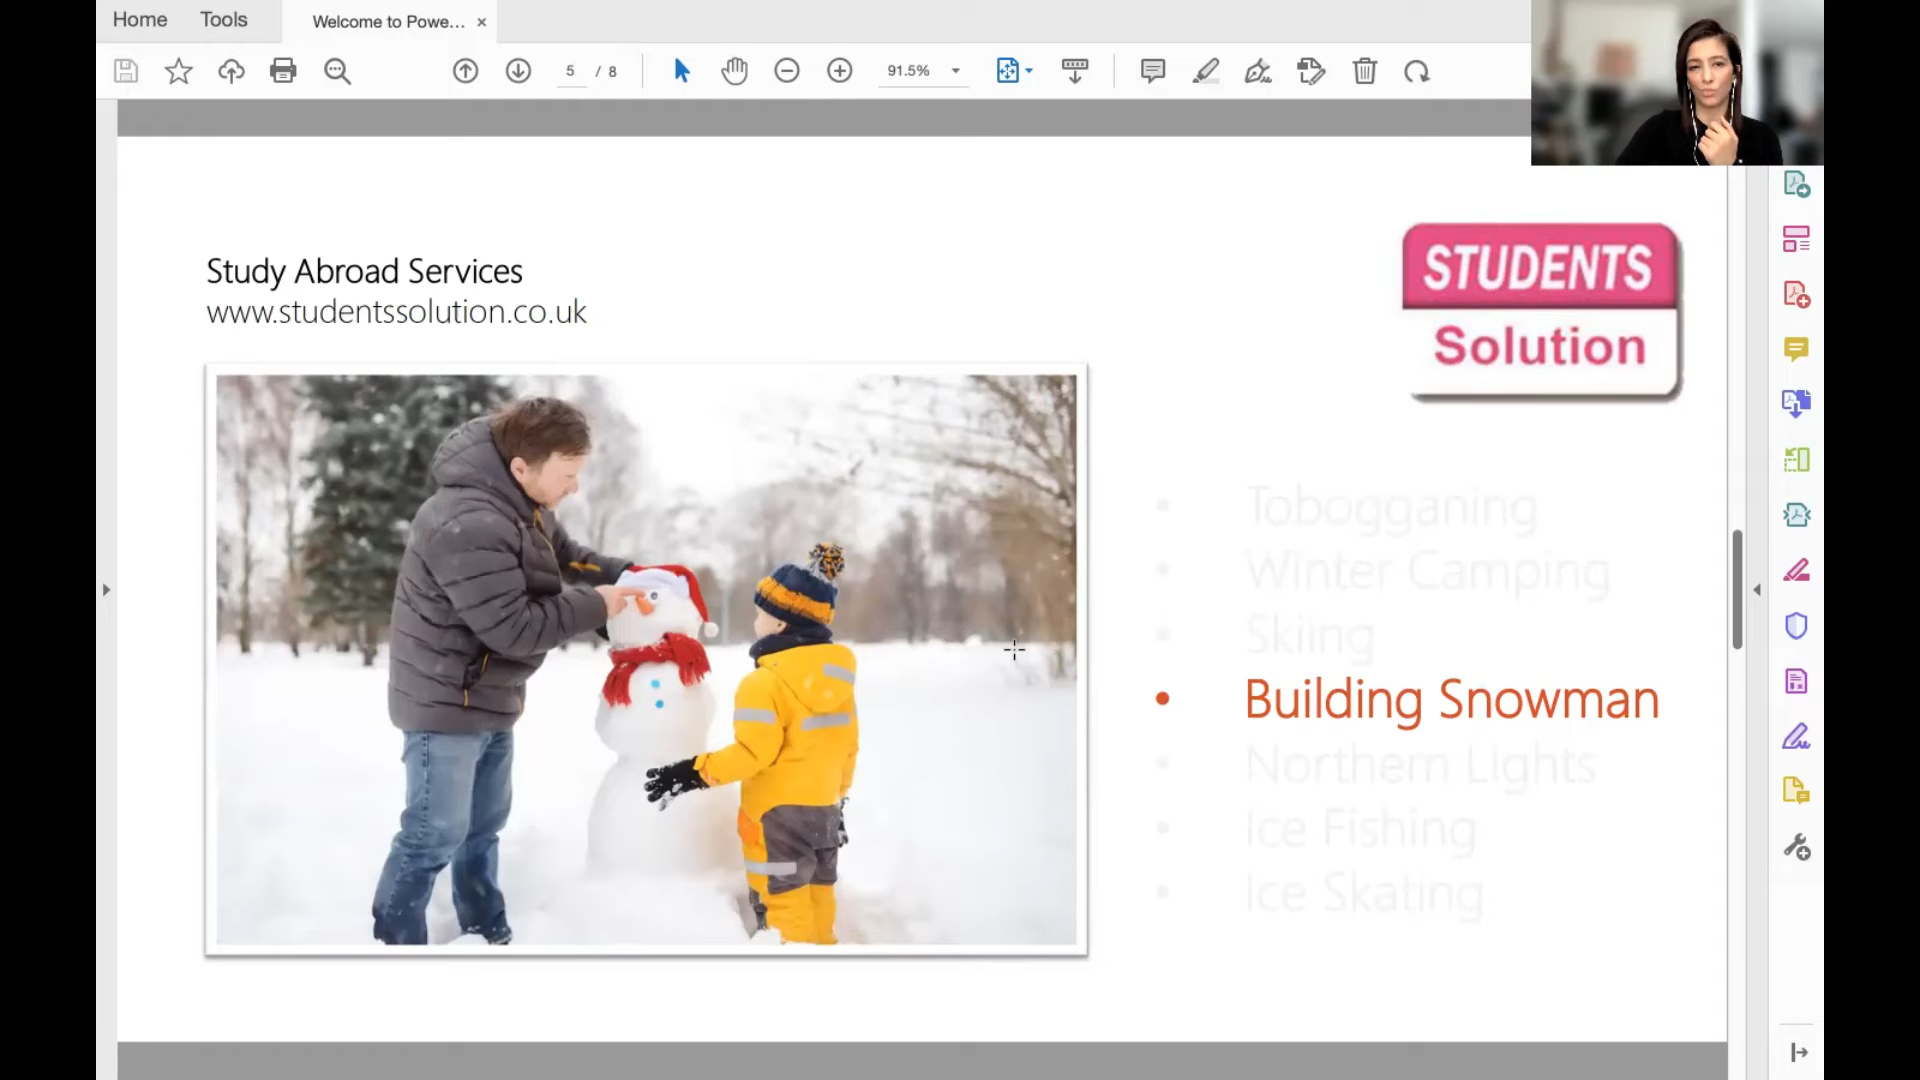 Home Tools Welcome to Powe... ×
5 / 8 91.5%
Study Abroad Services
www.studentssolution.co.uk
STUDENTS
Solution
• Tobogganing
• Winter Camping
• Skiing
• Building Snowman
• Northern Lights
• Ice Fishing
• Ice Skating